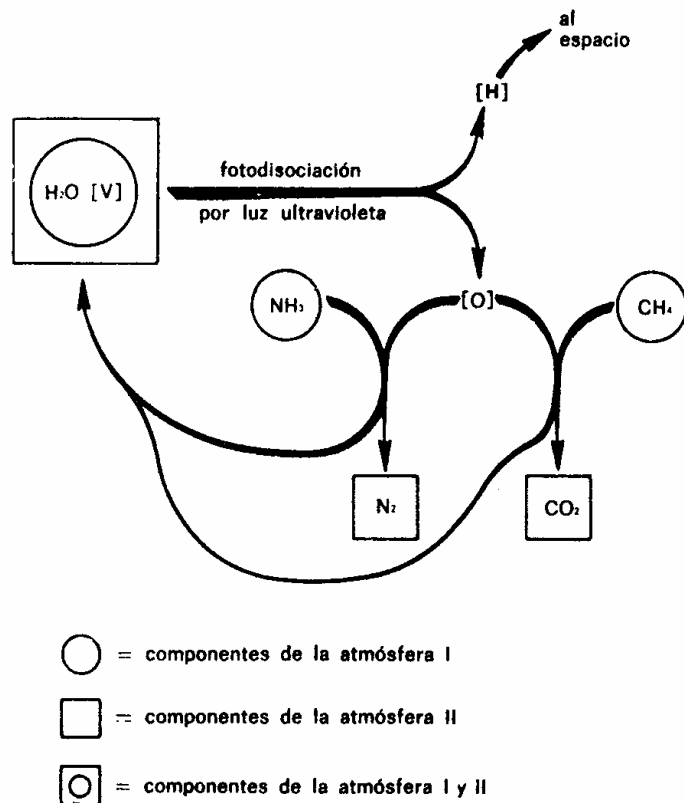 al
espacio
[H]
H₂O [V]
fotodisociación
por luz ultravioleta
NH₃
[O]
CH₄
N₂
CO₂
= componentes de la atmósfera I
= componentes de la atmósfera II
= componentes de la atmósfera I y II